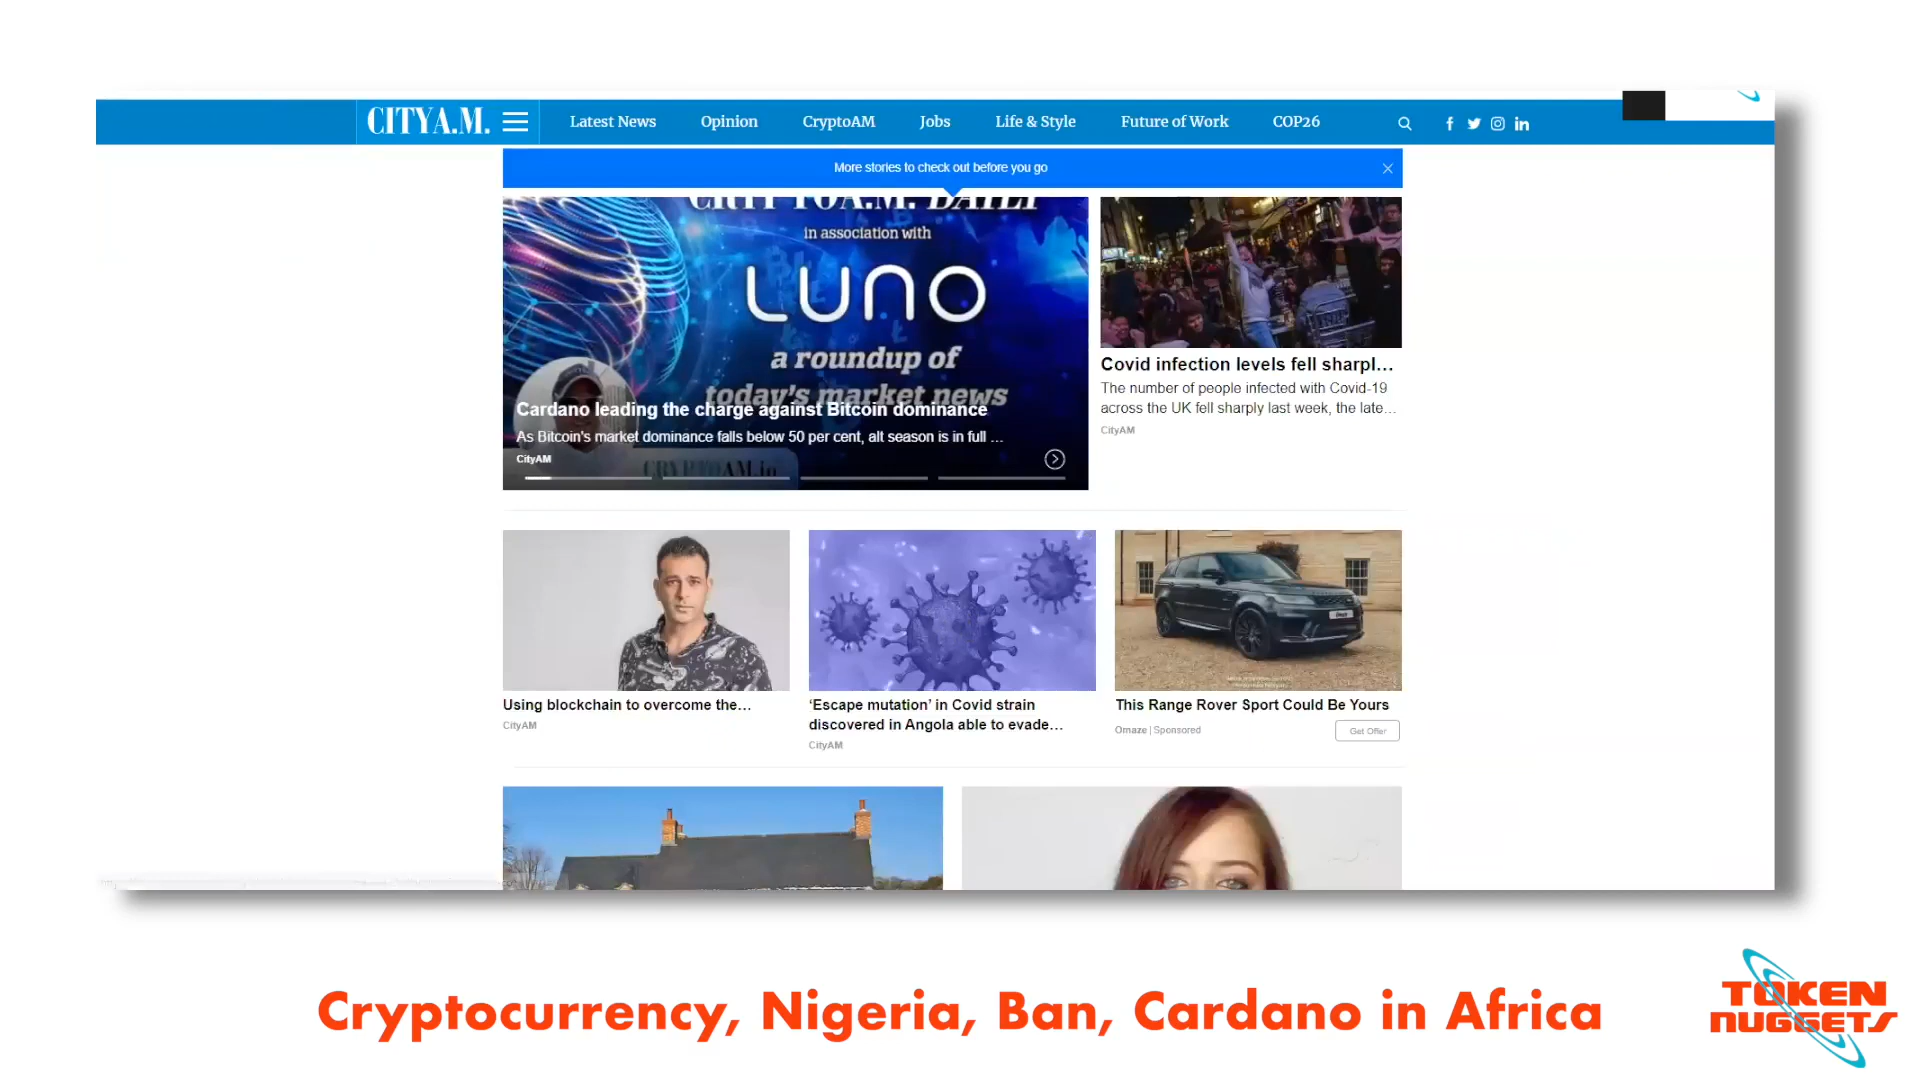 CITYA.M.
Latest News
Opinion
CryptoAM
Jobs
Life & Style
Future of Work
COP26
More stories to check out before you go
CRYPTOA.M. DAILY
in association with
LUNO
a roundup of
today's market news
Cardano leading the charge against Bitcoin dominance
As Bitcoin's market dominance falls below 50 per cent, alt season is in full ...
CityAM
CRYPTOAM.io
Covid infection levels fell sharpl...
The number of people infected with Covid-19
across the UK fell sharply last week, the late...
CityAM
Using blockchain to overcome the...
CityAM
‘Escape mutation’ in Covid strain
discovered in Angola able to evade...
CityAM
This Range Rover Sport Could Be Yours
Omaze | Sponsored
Get Offer
Cryptocurrency, Nigeria, Ban, Cardano in Africa
TOKEN
NUGGETS